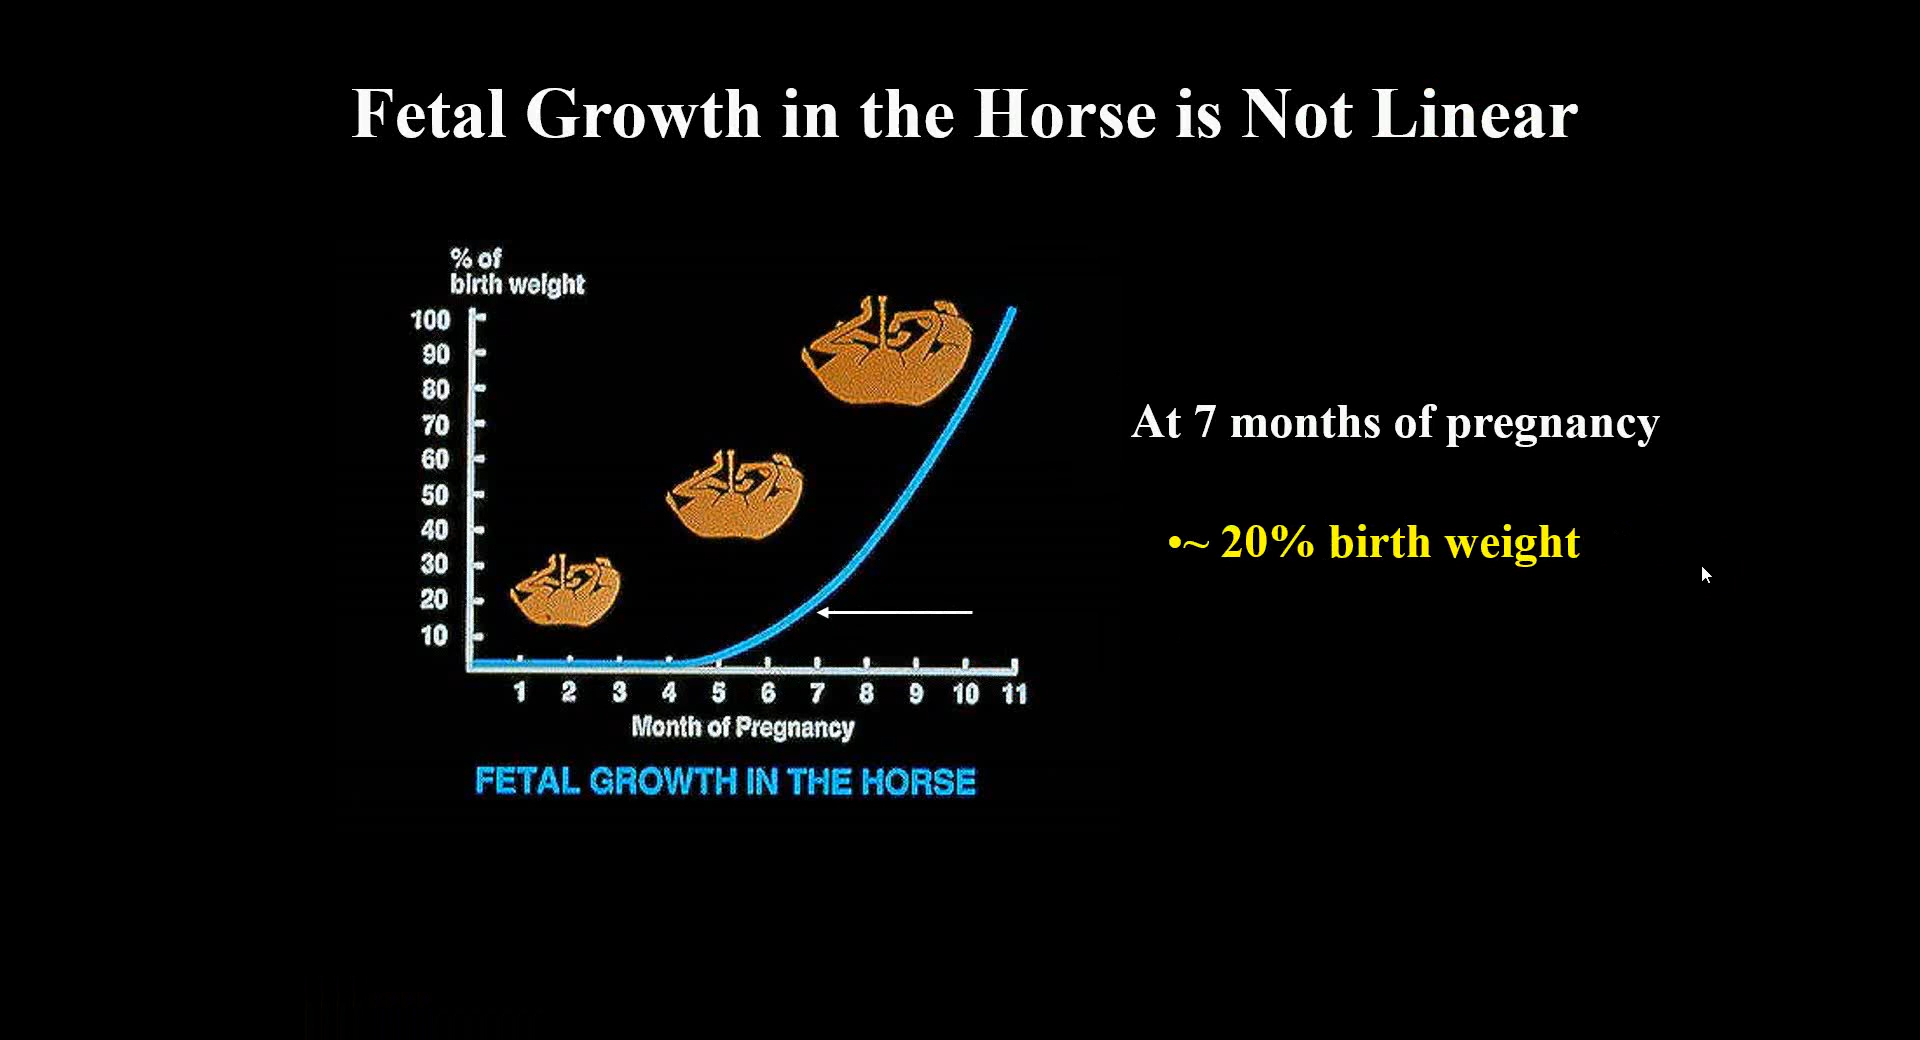 Fetal Growth in the Horse is Not Linear
% of
birth weight
100
90
80
70
60
50
40
30
20
10
1 2 3 4 5 6 7 8 9 10 11
Month of Pregnancy
FETAL GROWTH IN THE HORSE
At 7 months of pregnancy
•~ 20% birth weight